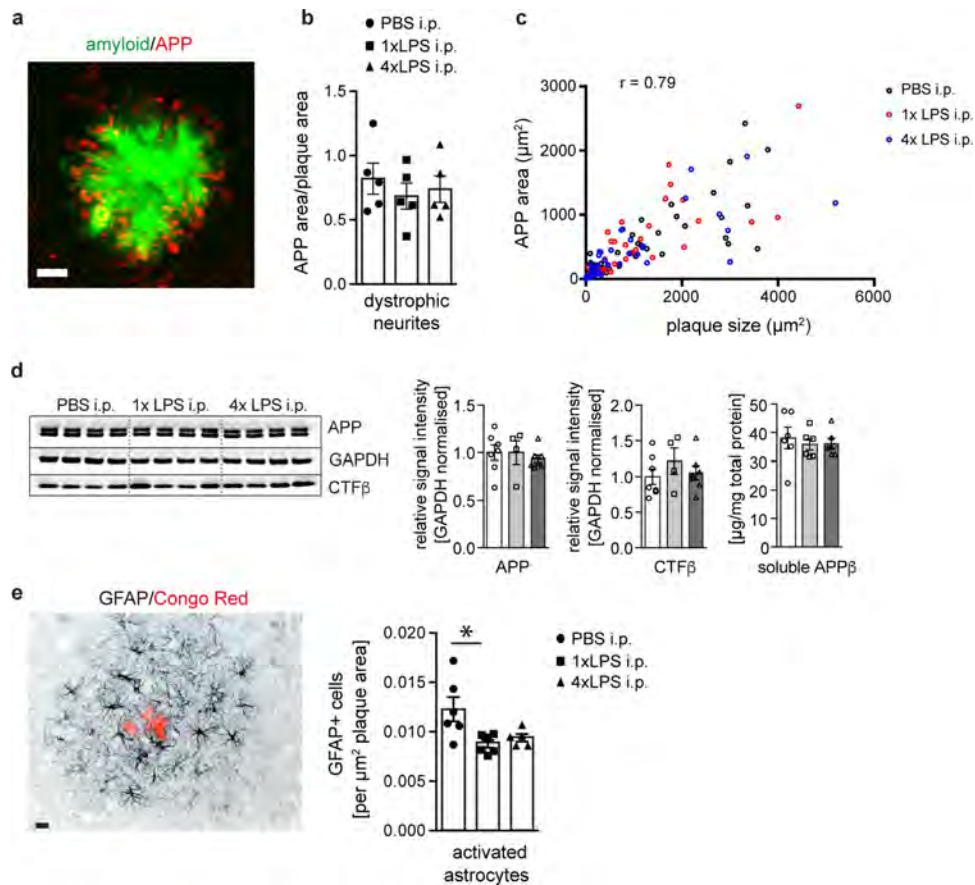 a
amyloid/APP
b
PBS i.p.
1xLPS i.p.
4xLPS i.p.
APP area/plaque area
1.5
1.0
0.5
0.0
dystrophic
neurites
c
r = 0.79
APP area (µm²)
3000
2000
1000
0
0
2000
4000
6000
plaque size (µm²)
PBS i.p.
1x LPS i.p.
4x LPS i.p.
d
PBS i.p.
1x LPS i.p.
4x LPS i.p.
APP
GAPDH
CTFβ
relative signal intensity
[GAPDH normalised]
1.5
1.0
0.5
0.0
APP
relative signal intensity
[GAPDH normalised]
2.0
1.5
1.0
0.5
0.0
CTFβ
[µg/mg total protein]
60
50
40
30
20
10
0
soluble APPβ
e
GFAP/Congo Red
GFAP+ cells
[per µm² plaque area]
0.020
0.015
0.010
0.005
0.000
*
activated
astrocytes
PBS i.p.
1xLPS i.p.
4xLPS i.p.